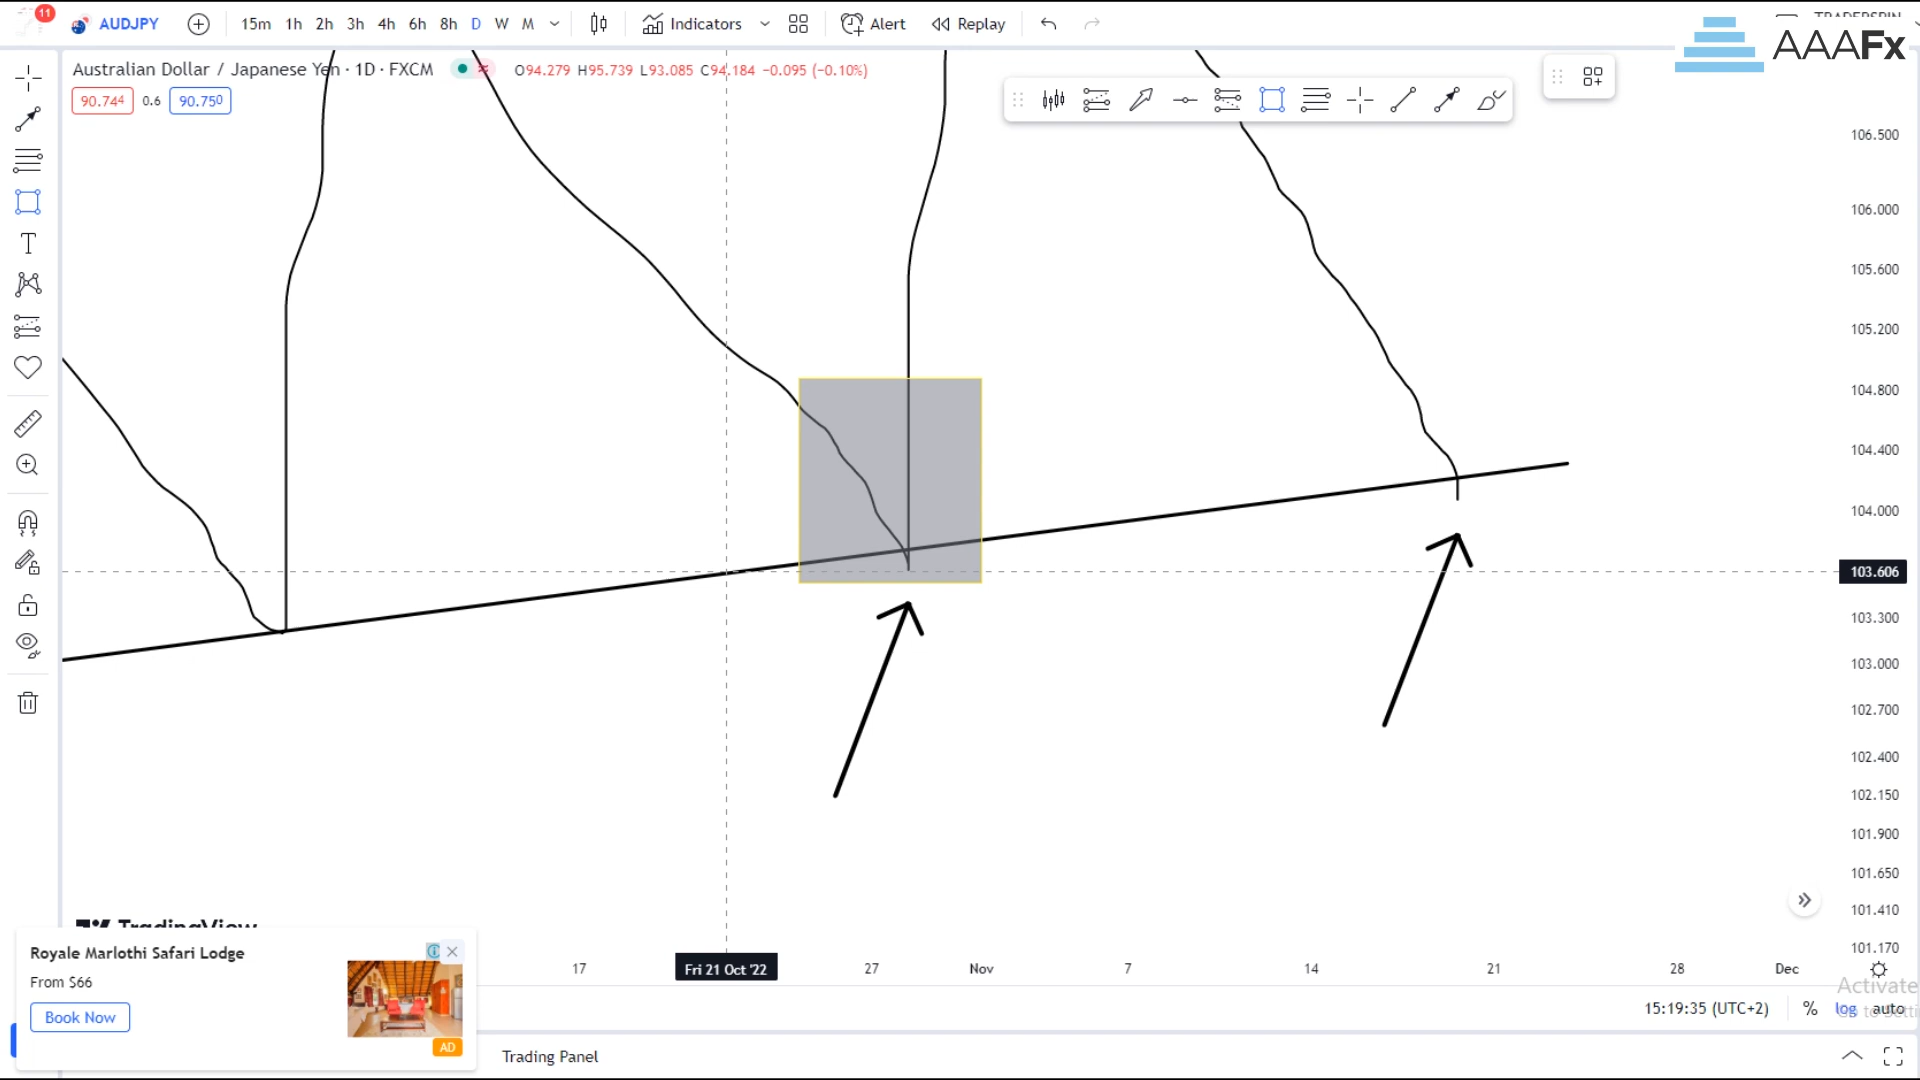 11
AUDJPY 15m 1h 2h 3h 4h 6h 8h D W M Indicators Alert Replay
AAAFx
Australian Dollar / Japanese Yen · 1D · FXCM O94.279 H95.739 L93.085 C94.184 −0.095 (−0.10%)
90.744 0.6 90.750
106.500
106.000
105.600
105.200
104.800
104.400
104.000
103.606
103.300
103.000
102.700
102.400
102.150
101.900
101.650
101.410
101.170
TradingView
17 Fri 21 Oct '22 27 Nov 7 14 21 28 Dec
Royale Marlothi Safari Lodge
From $66
Book Now
AD
Activate
15:19:35 (UTC+2) % log auto
Trading Panel